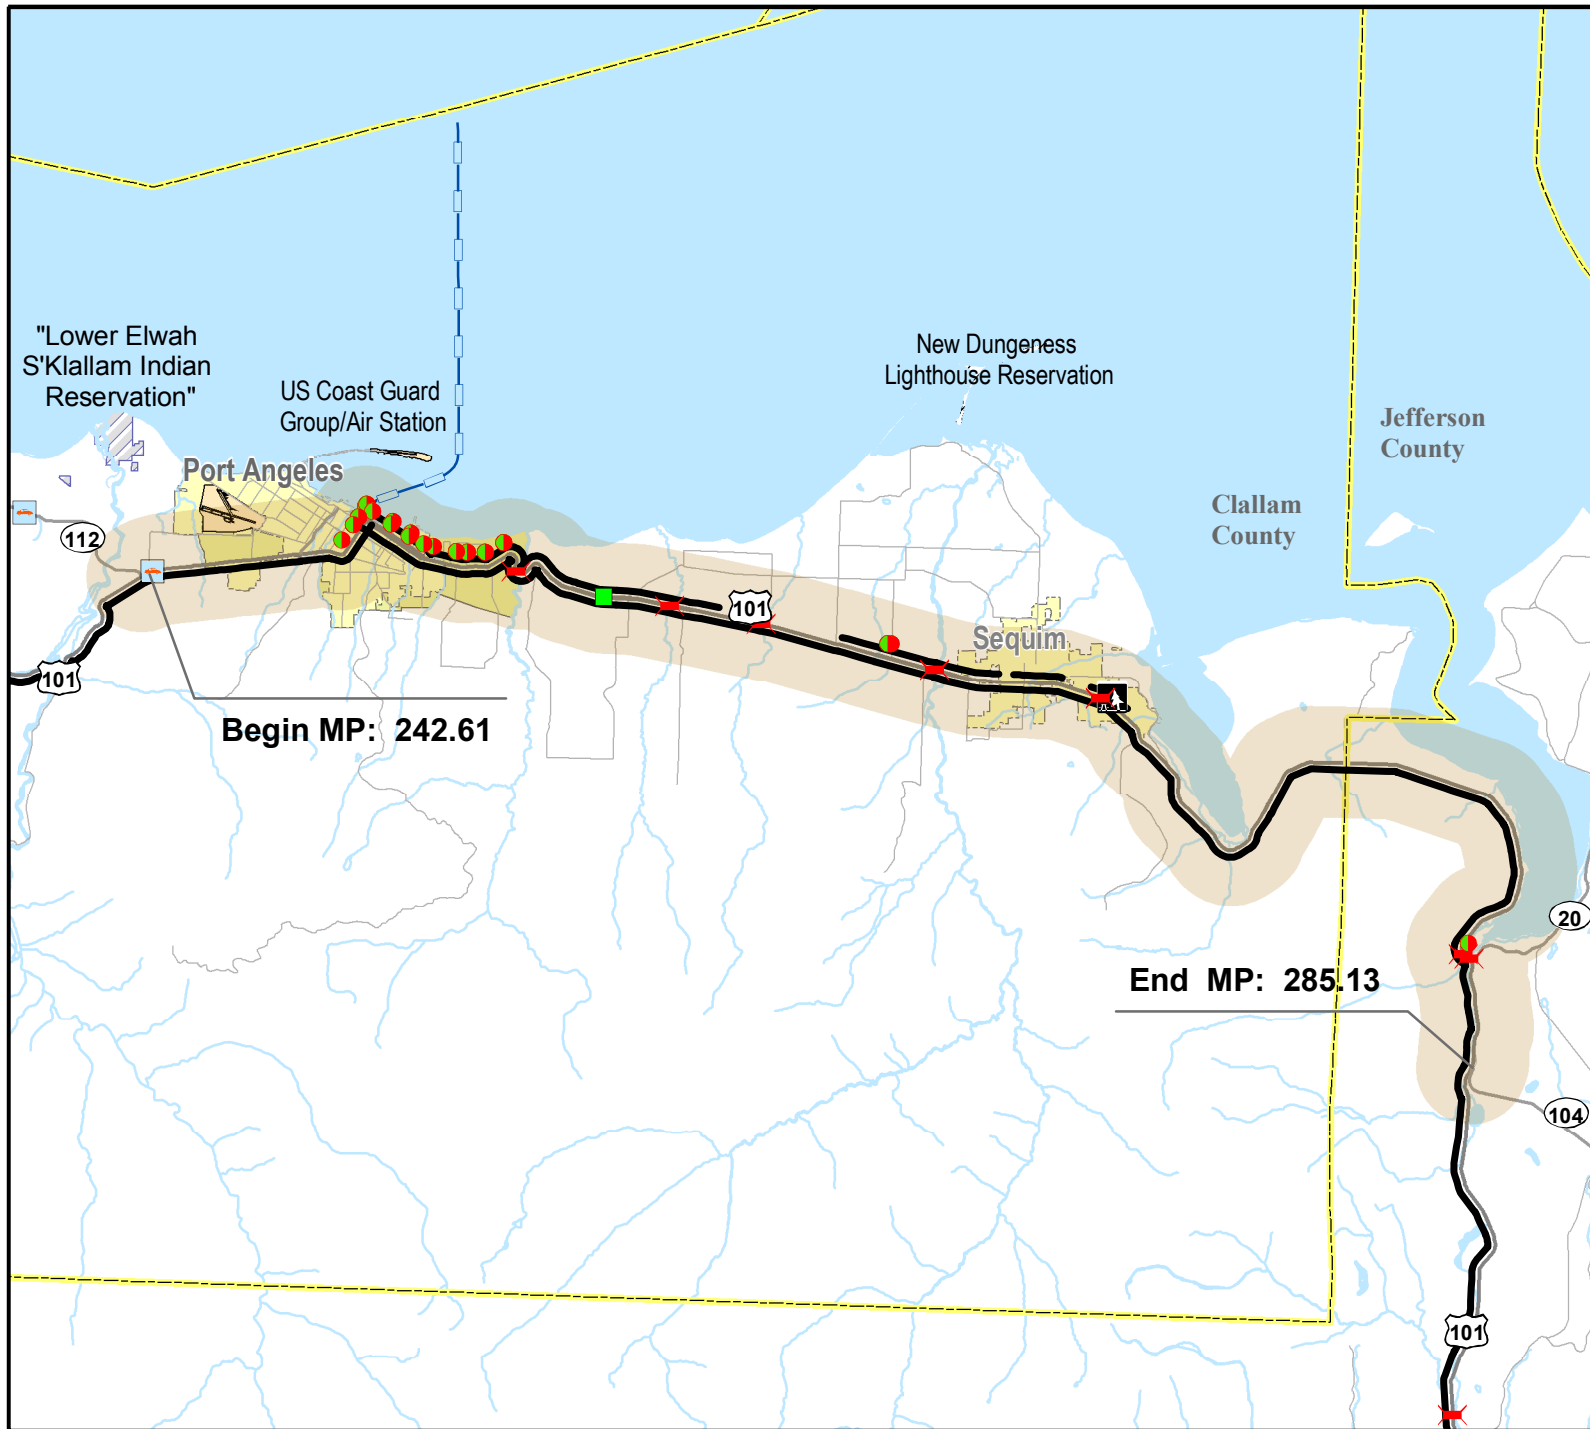 "Lower Elwah
S'Klallam Indian
Reservation"
US Coast Guard
Group/Air Station
New Dungeness
Lighthouse Reservation
Jefferson
County
Clallam
County
Port Angeles
112
101
Sequim
101
Begin MP: 242.61
20
End MP: 285.13
104
101